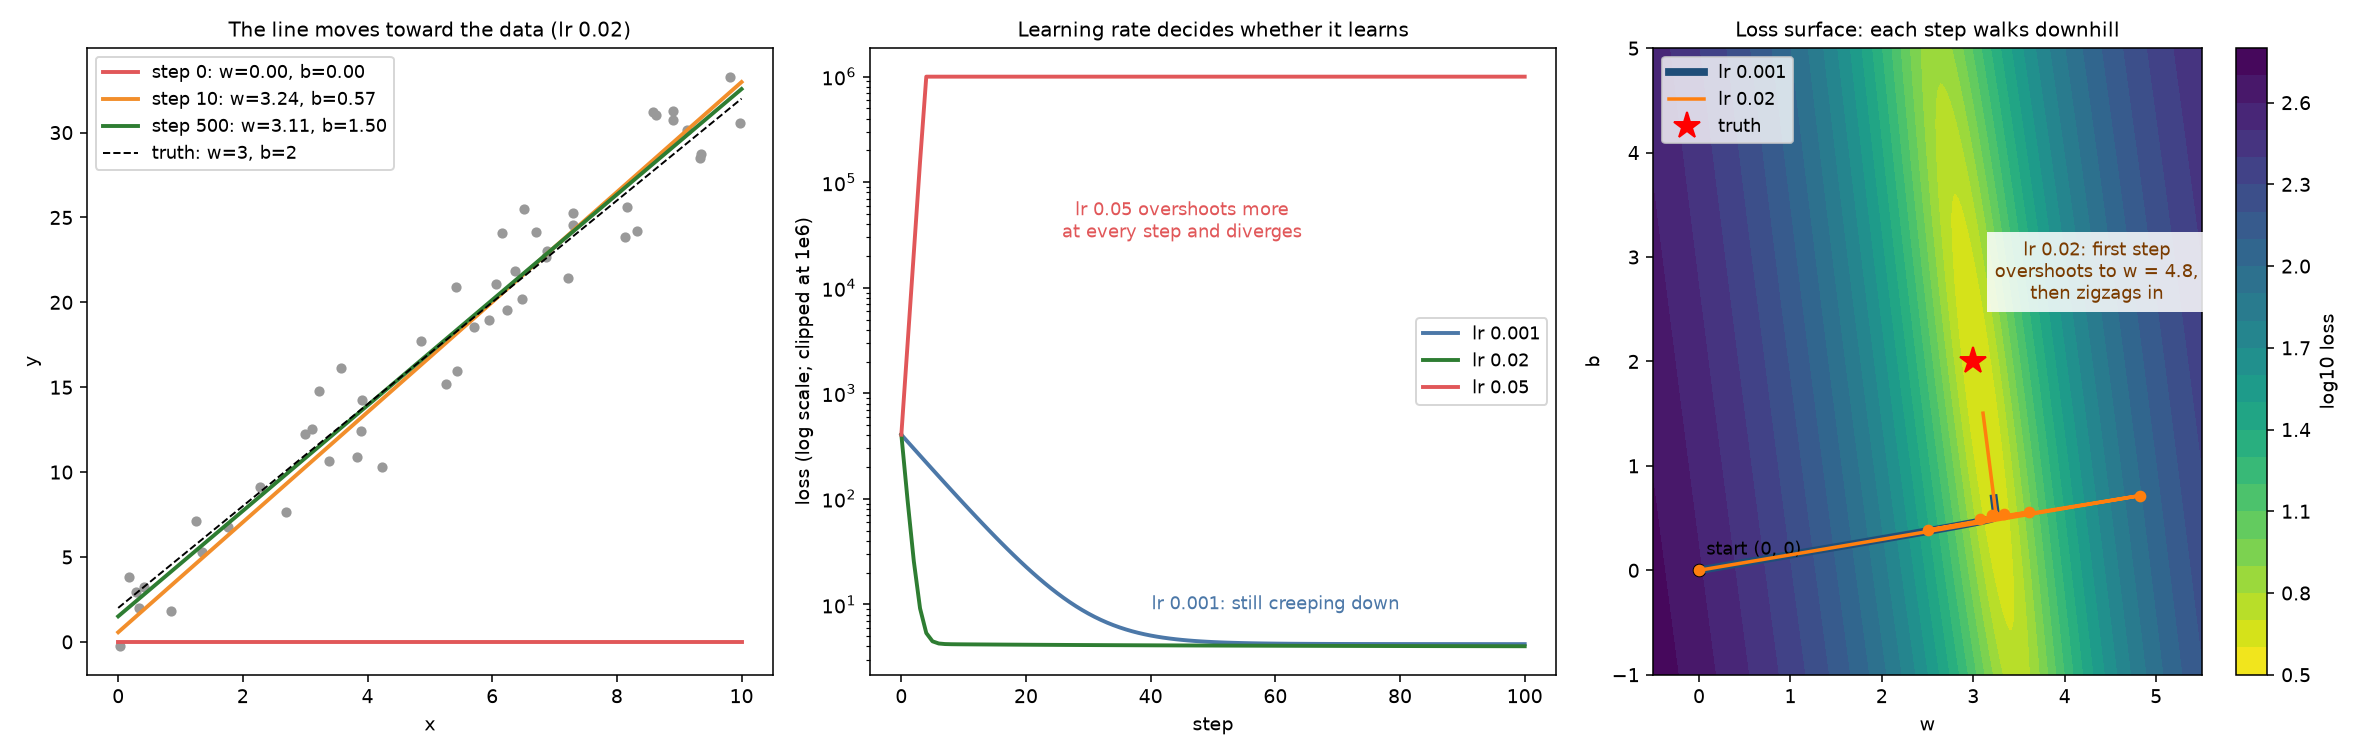 The line moves toward the data (lr 0.02)
step 0: w=0.00, b=0.00
step 10: w=3.24, b=0.57
step 500: w=3.11, b=1.50
truth: w=3, b=2
30
25
20
15
10
5
0
y
0 2 4 6 8 10
x
Learning rate decides whether it learns
10^6
10^5
10^4
10^3
10^2
10^1
loss (log scale; clipped at 1e6)
lr 0.05 overshoots more
at every step and diverges
lr 0.001
lr 0.02
lr 0.05
lr 0.001: still creeping down
0 20 40 60 80 100
step
Loss surface: each step walks downhill
lr 0.001
lr 0.02
truth
5
4
3
2
1
0
−1
b
lr 0.02: first step
overshoots to w = 4.8,
then zigzags in
start (0, 0)
0 1 2 3 4 5
w
2.6
2.3
2.0
1.7
1.4
1.1
0.8
0.5
log10 loss